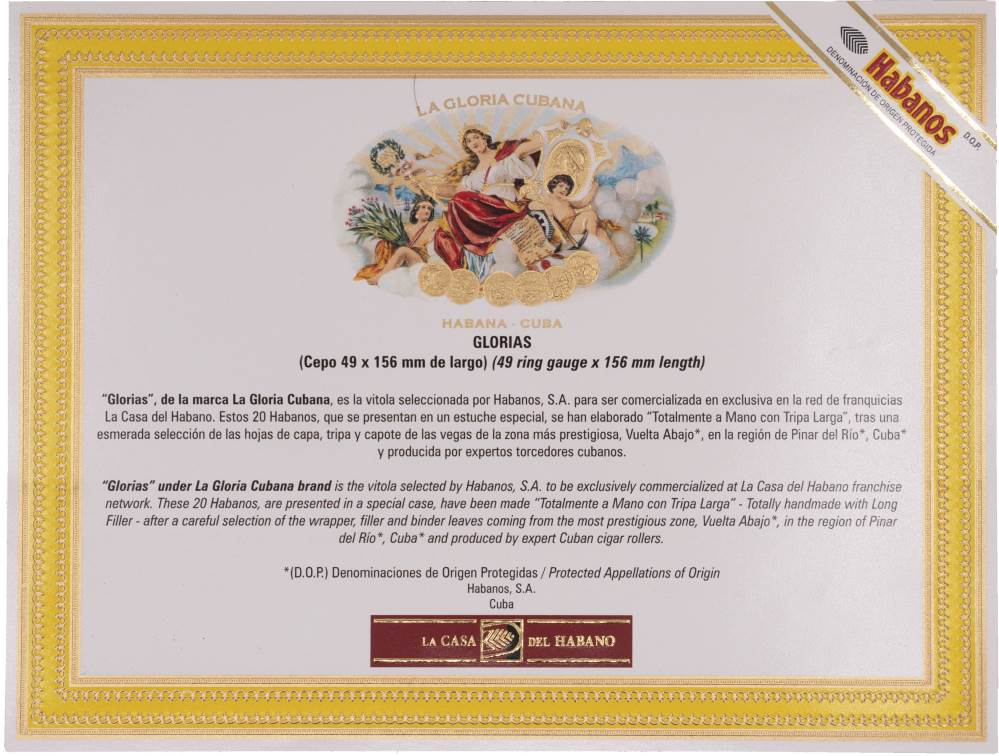 Habanos
DENOMINACIÓN DE ORIGEN PROTEGIDA
D.O.P.
LA GLORIA CUBANA
HABANA - CUBA
GLORIAS
(Cepo 49 x 156 mm de largo) (49 ring gauge x 156 mm length)
"Glorias", de la marca La Gloria Cubana, es la vitola seleccionada por Habanos, S.A. para ser comercializada en exclusiva en la red de franquicias
La Casa del Habano. Estos 20 Habanos, que se presentan en un estuche especial, se han elaborado "Totalmente a Mano con Tripa Larga", tras una
esmerada selección de las hojas de capa, tripa y capote de las vegas de la zona más prestigiosa, Vuelta Abajo*, en la región de Pinar del Río*, Cuba*
y producida por expertos torcedores cubanos.
"Glorias" under La Gloria Cubana brand is the vitola selected by Habanos, S.A. to be exclusively commercialized at La Casa del Habano franchise
network. These 20 Habanos, are presented in a special case, have been made "Totalmente a Mano con Tripa Larga" - Totally handmade with Long
Filler - after a careful selection of the wrapper, filler and binder leaves coming from the most prestigious zone, Vuelta Abajo*, in the region of Pinar
del Río*, Cuba* and produced by expert Cuban cigar rollers.
*(D.O.P.) Denominaciones de Origen Protegidas / Protected Appellations of Origin
Habanos, S.A.
Cuba
LA CASA DEL HABANO